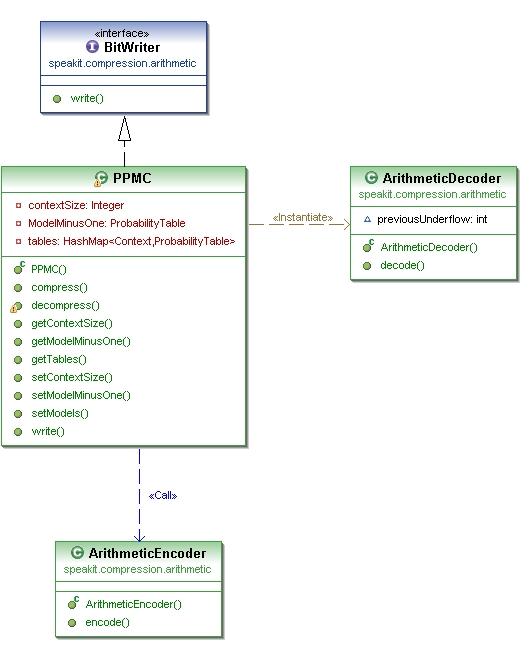 «interface»
BitWriter
speakit.compression.arithmetic
write()
PPMC
contextSize: Integer
ModelMinusOne: ProbabilityTable
tables: HashMap<Context,ProbabilityTable>
PPMC()
compress()
decompress()
getContextSize()
getModelMinusOne()
getTables()
setContextSize()
setModelMinusOne()
setModels()
write()
«Instantiate»
ArithmeticDecoder
speakit.compression.arithmetic
previousUnderflow: int
ArithmeticDecoder()
decode()
«Call»
ArithmeticEncoder
speakit.compression.arithmetic
ArithmeticEncoder()
encode()